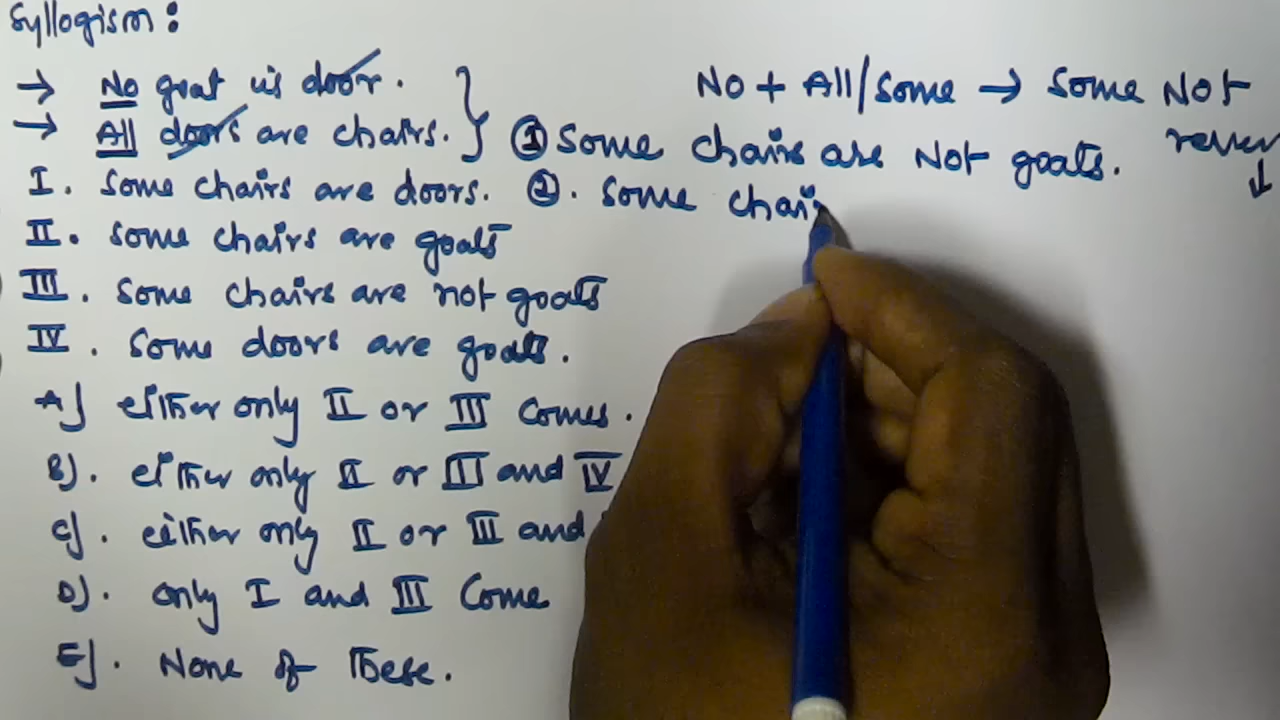 Syllogism:
→ No goat is door.
→ All doors are chairs.
I. Some chairs are doors.
II. Some chairs are goats
III. Some chairs are not goats
IV. Some doors are goats.
A) either only II or III comes.
B). either only II or III and IV
C). either only II or III and
D). only I and III Come
E). None of these.
No + All/Some → Some Not
rever
↓
① Some chairs are Not goats.
②. Some chair